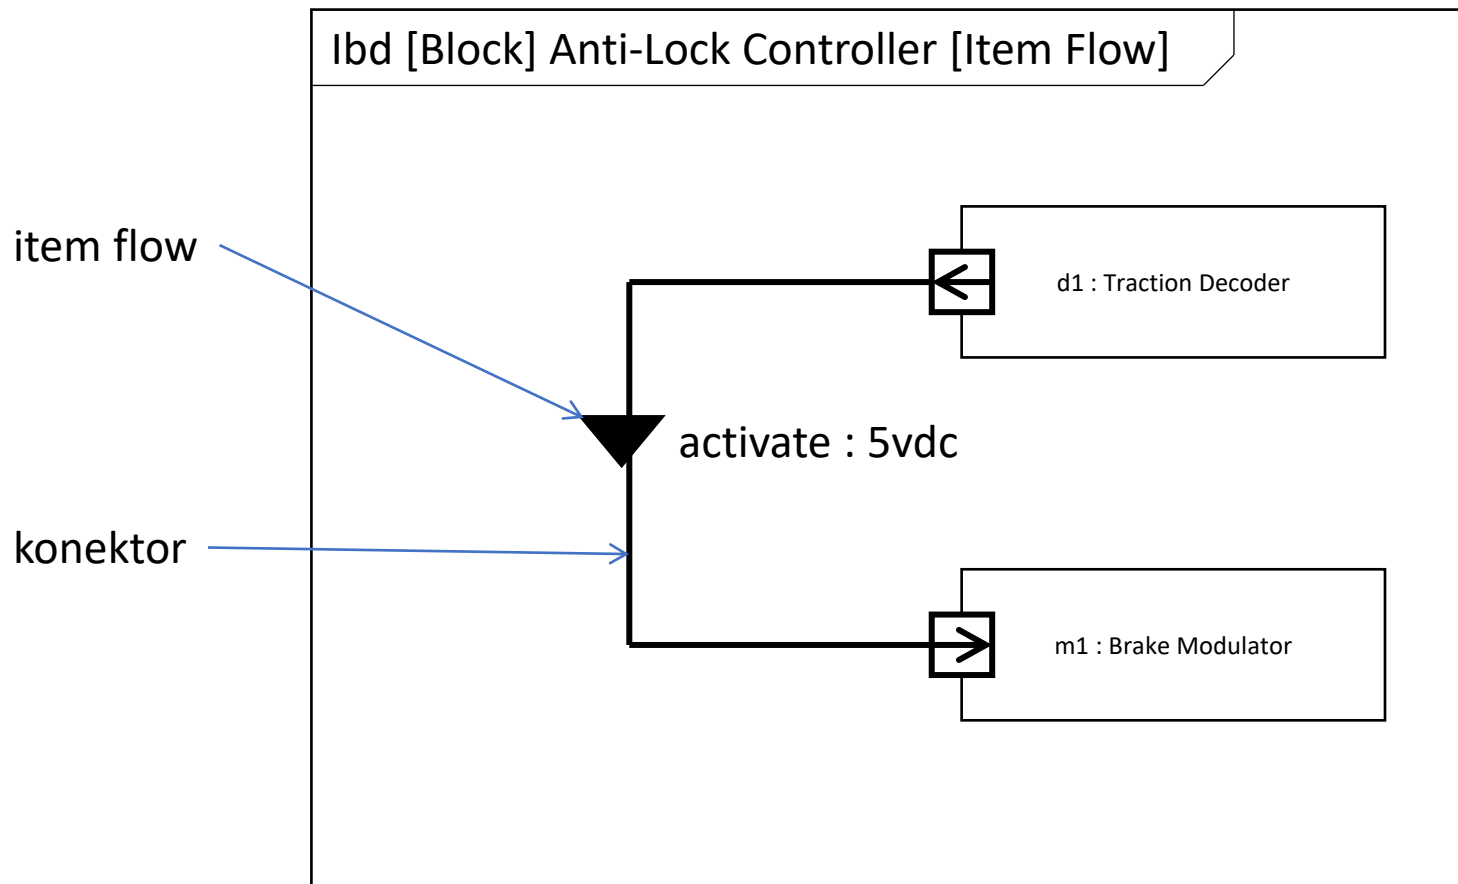 Ibd [Block] Anti-Lock Controller [Item Flow]
item flow
d1 : Traction Decoder
activate : 5vdc
konektor
m1 : Brake Modulator